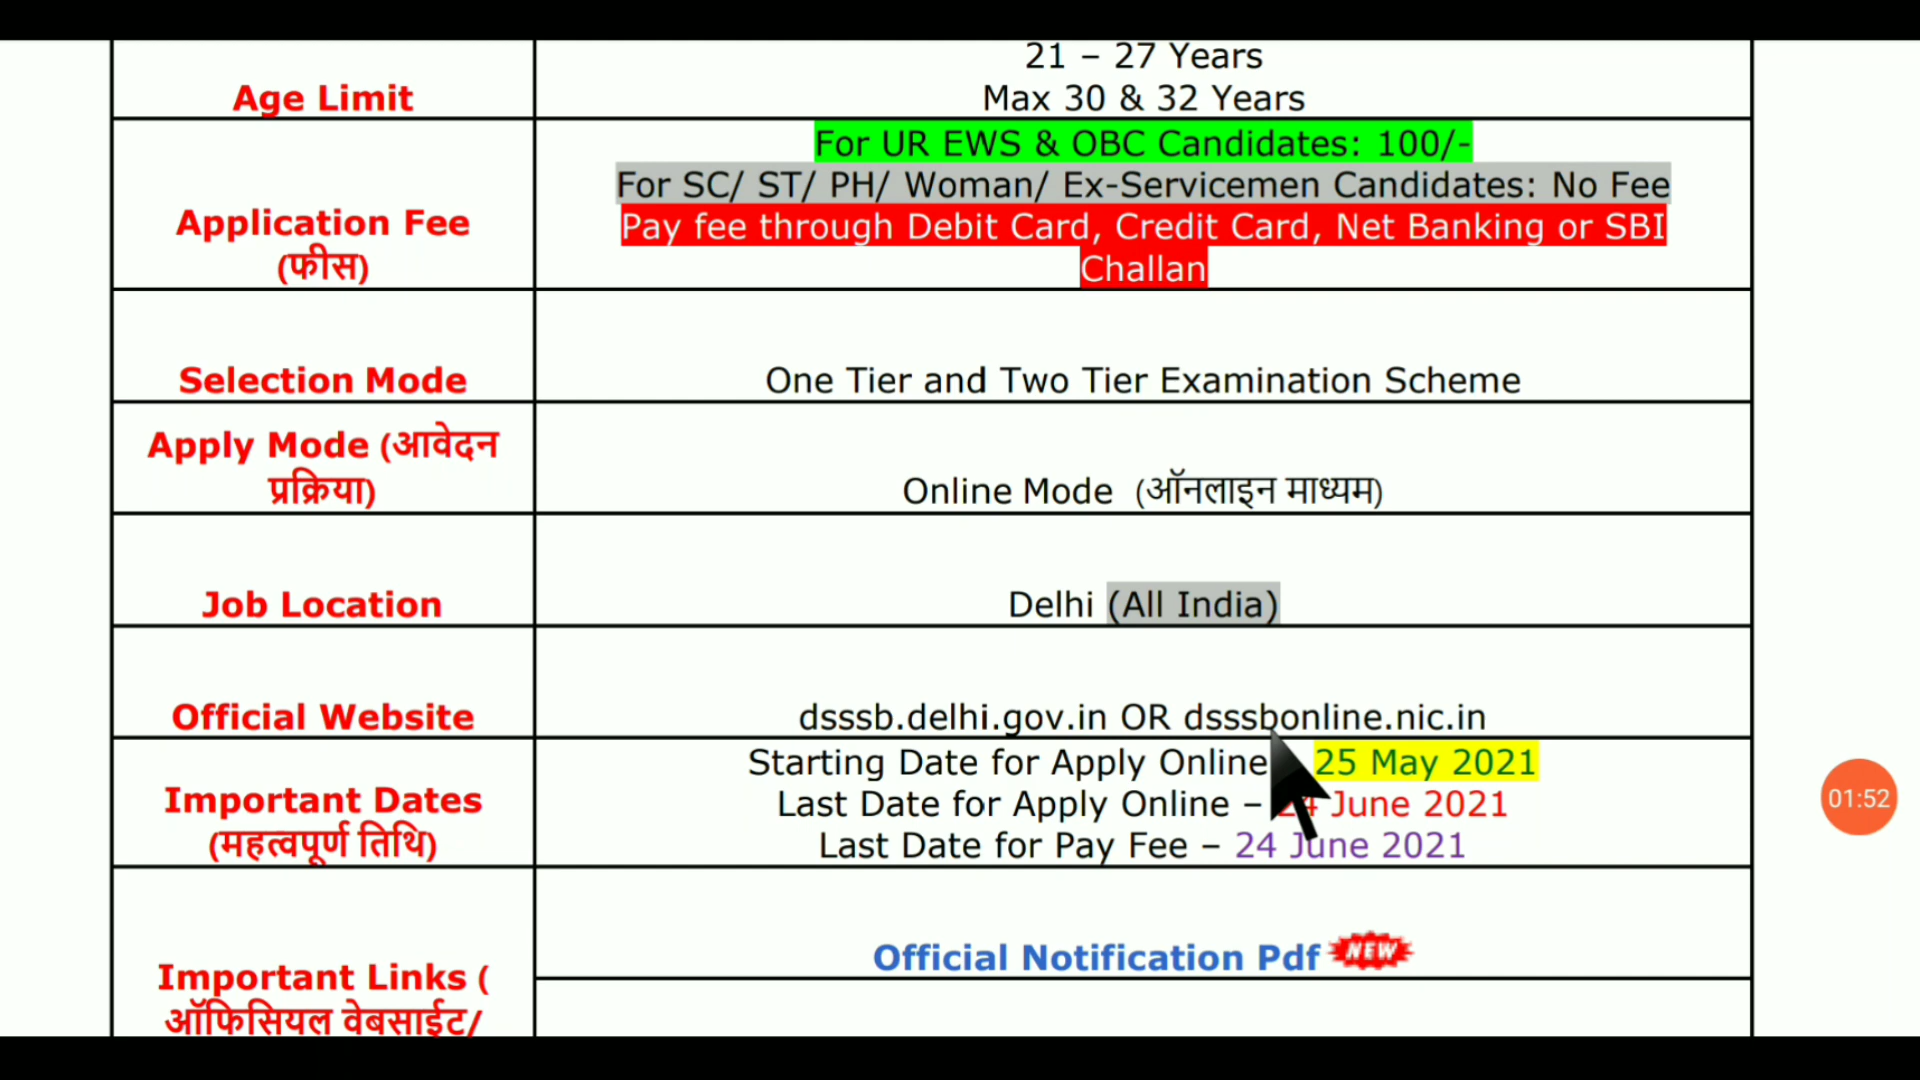 21 – 27 Years
Age Limit
Max 30 & 32 Years
For UR EWS & OBC Candidates: 100/-
For SC/ ST/ PH/ Woman/ Ex-Servicemen Candidates: No Fee
Application Fee
(फीस)
Pay fee through Debit Card, Credit Card, Net Banking or SBI
Challan
Selection Mode
One Tier and Two Tier Examination Scheme
Apply Mode (आवेदन
प्रक्रिया)
Online Mode (ऑनलाइन माध्यम)
Job Location
Delhi (All India)
Official Website
dsssb.delhi.gov.in OR dsssbonline.nic.in
Important Dates
(महत्वपूर्ण तिथि)
Starting Date for Apply Online 25 May 2021
Last Date for Apply Online – 24 June 2021
Last Date for Pay Fee – 24 June 2021
01:52
Important Links (
ऑफिसियल वेबसाईट/
Official Notification Pdf NEW